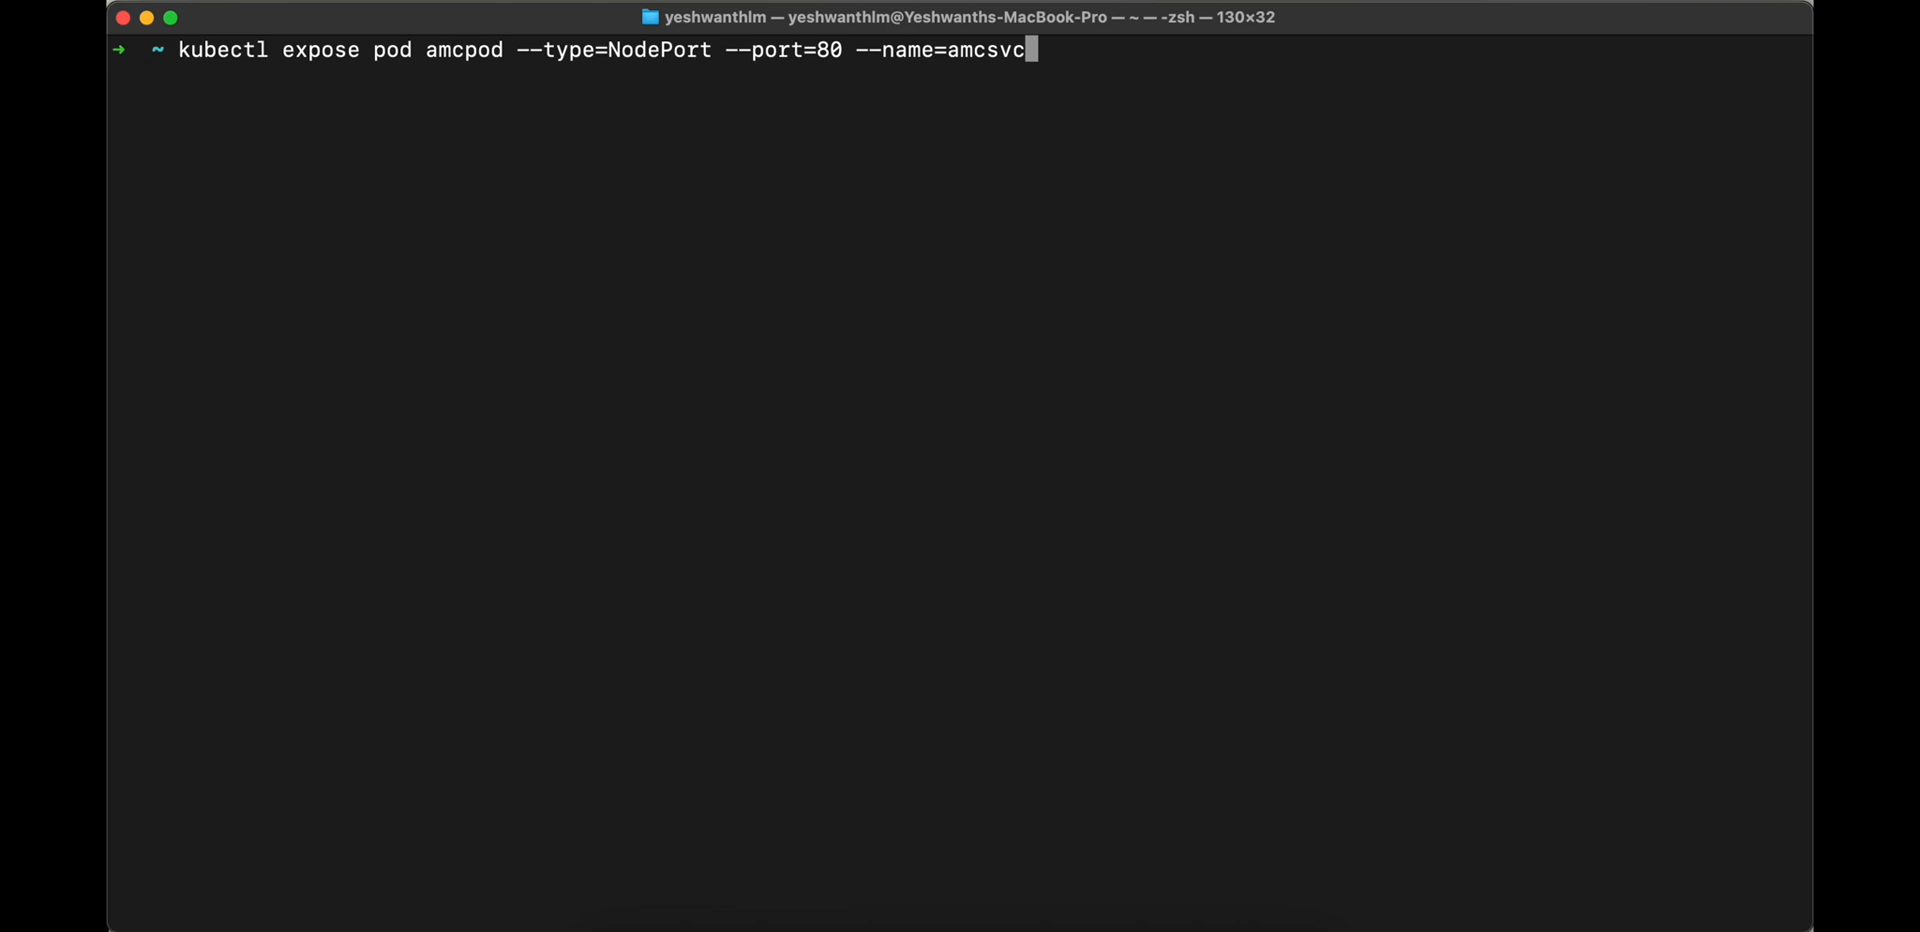 yeshwanthlm — yeshwanthlm@Yeshwanths-MacBook-Pro — ~ — -zsh — 130×32
➜ ~ kubectl expose pod amcpod --type=NodePort --port=80 --name=amcsvc